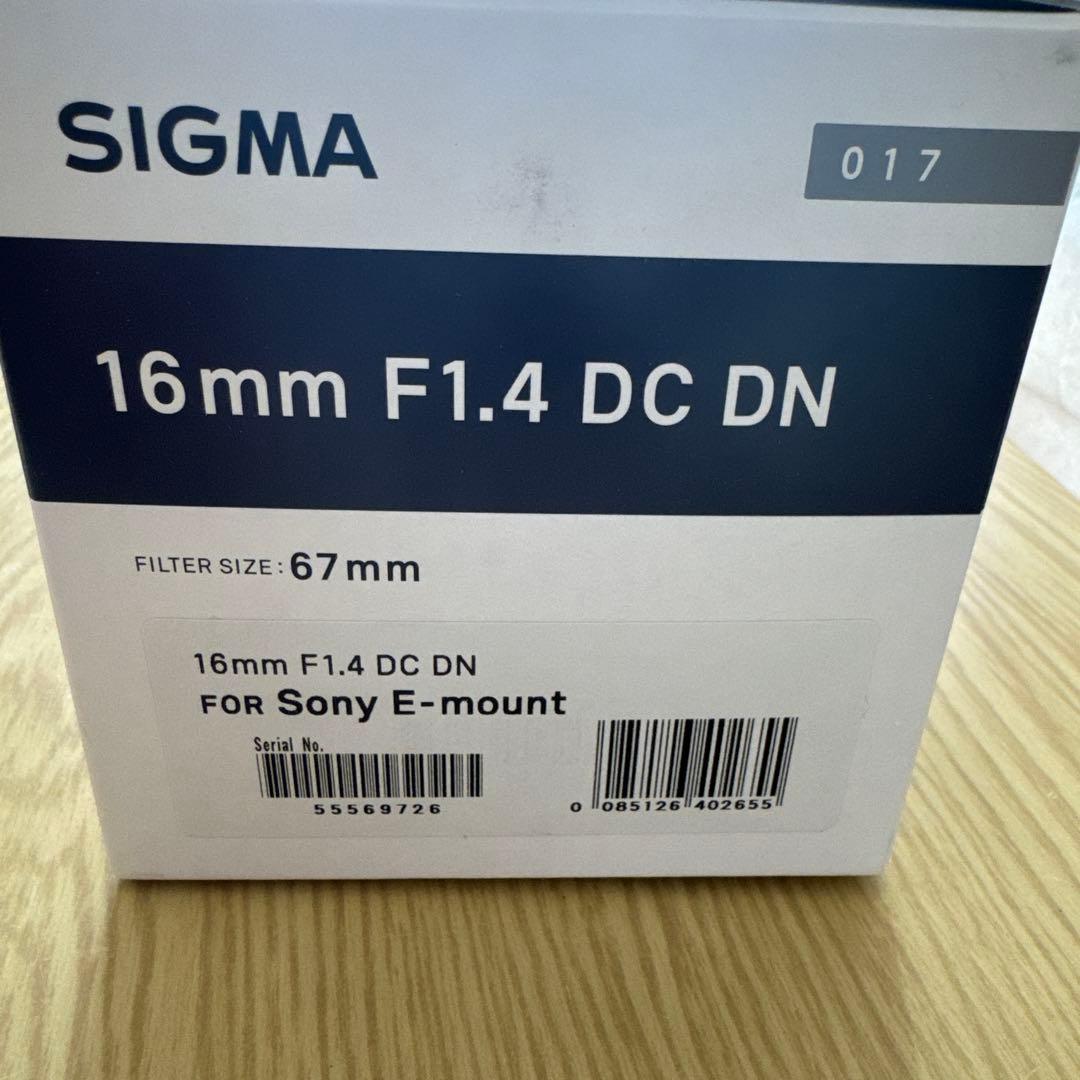 SIGMA
017
16mm F1.4 DC DN
FILTER SIZE: 67mm
16mm F1.4 DC DN
FOR Sony E-mount
Serial No.
55569726
0 085126 402655